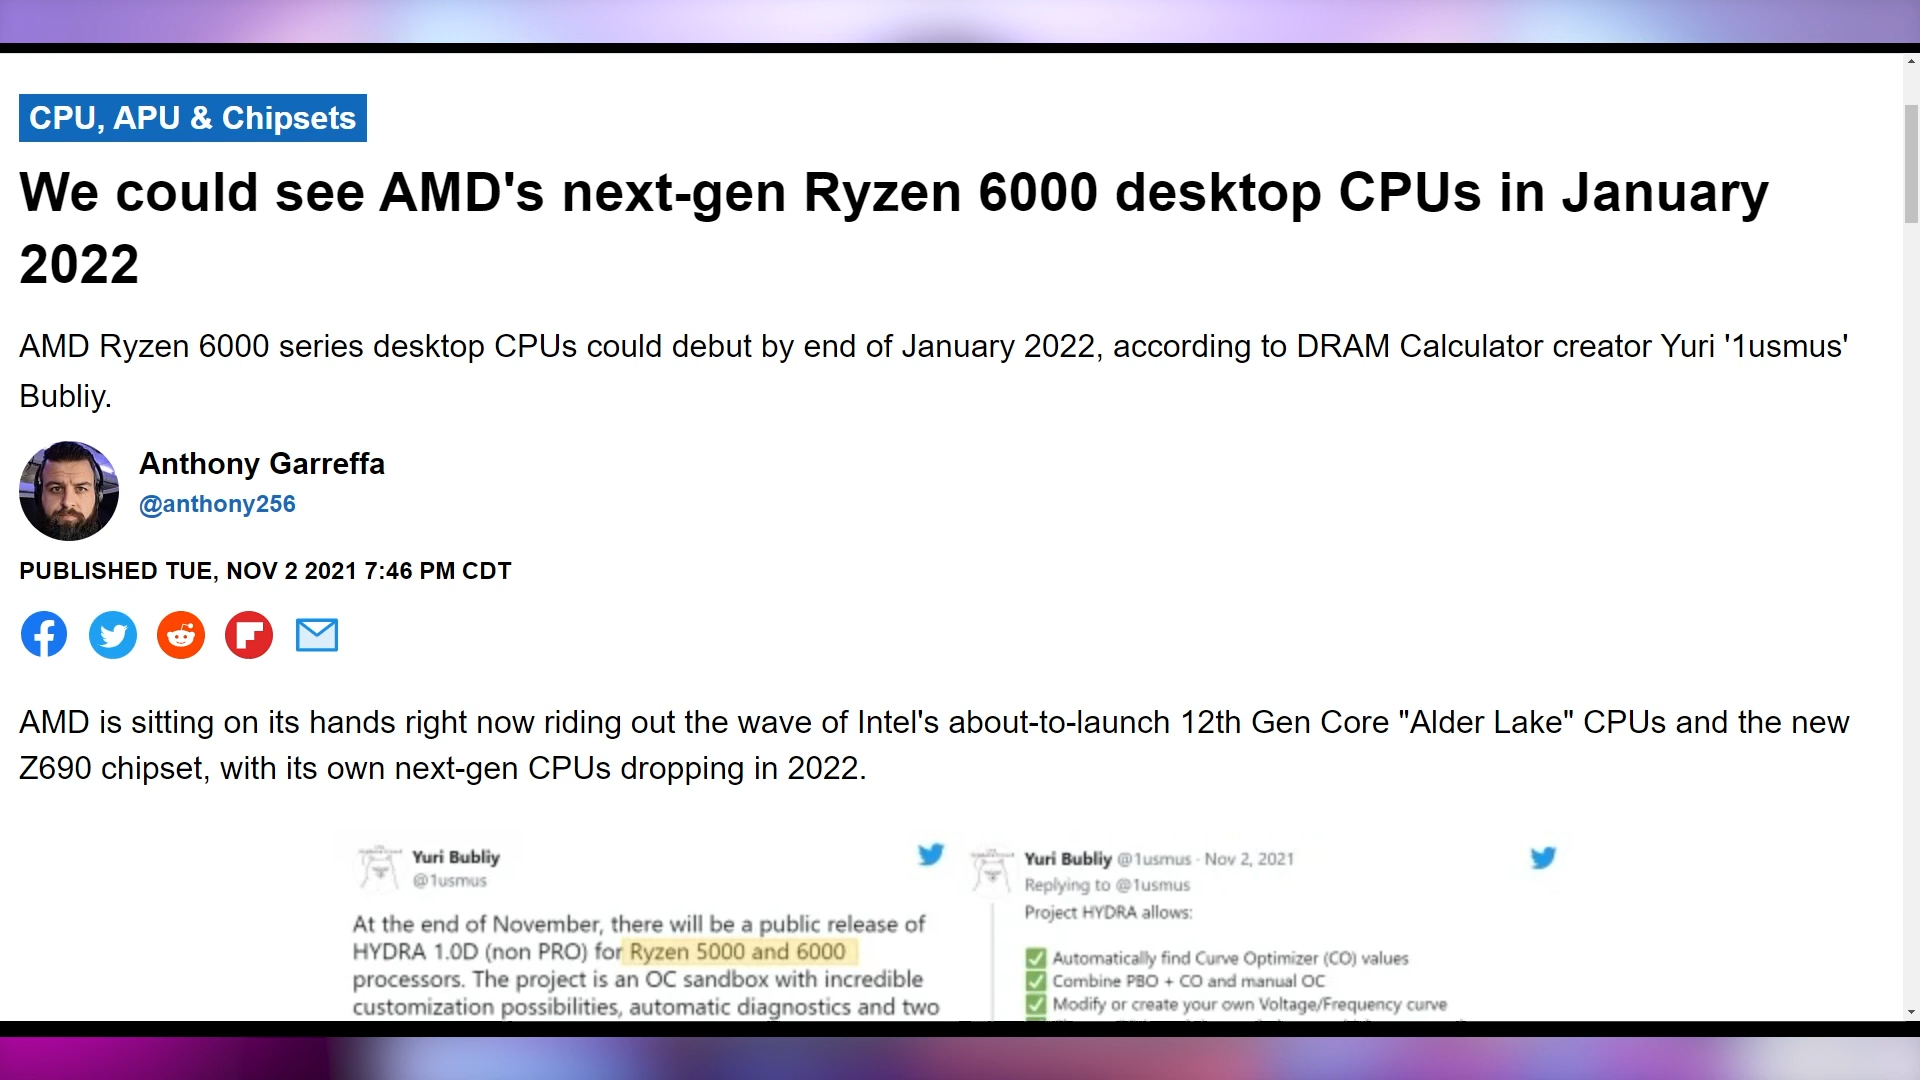 CPU, APU & Chipsets
We could see AMD's next-gen Ryzen 6000 desktop CPUs in January
2022
AMD Ryzen 6000 series desktop CPUs could debut by end of January 2022, according to DRAM Calculator creator Yuri '1usmus'
Bubliy.
Anthony Garreffa
@anthony256
PUBLISHED TUE, NOV 2 2021 7:46 PM CDT
AMD is sitting on its hands right now riding out the wave of Intel's about-to-launch 12th Gen Core "Alder Lake" CPUs and the new
Z690 chipset, with its own next-gen CPUs dropping in 2022.
Yuri Bubliy
@1usmus
At the end of November, there will be a public release of
HYDRA 1.0D (non PRO) for Ryzen 5000 and 6000
processors. The project is an OC sandbox with incredible
customization possibilities, automatic diagnostics and two
Yuri Bubliy @1usmus · Nov 2, 2021
Replying to @1usmus
Project HYDRA allows:
Automatically find Curve Optimizer (CO) values
Combine PBO + CO and manual OC
Modify or create your own Voltage/Frequency curve